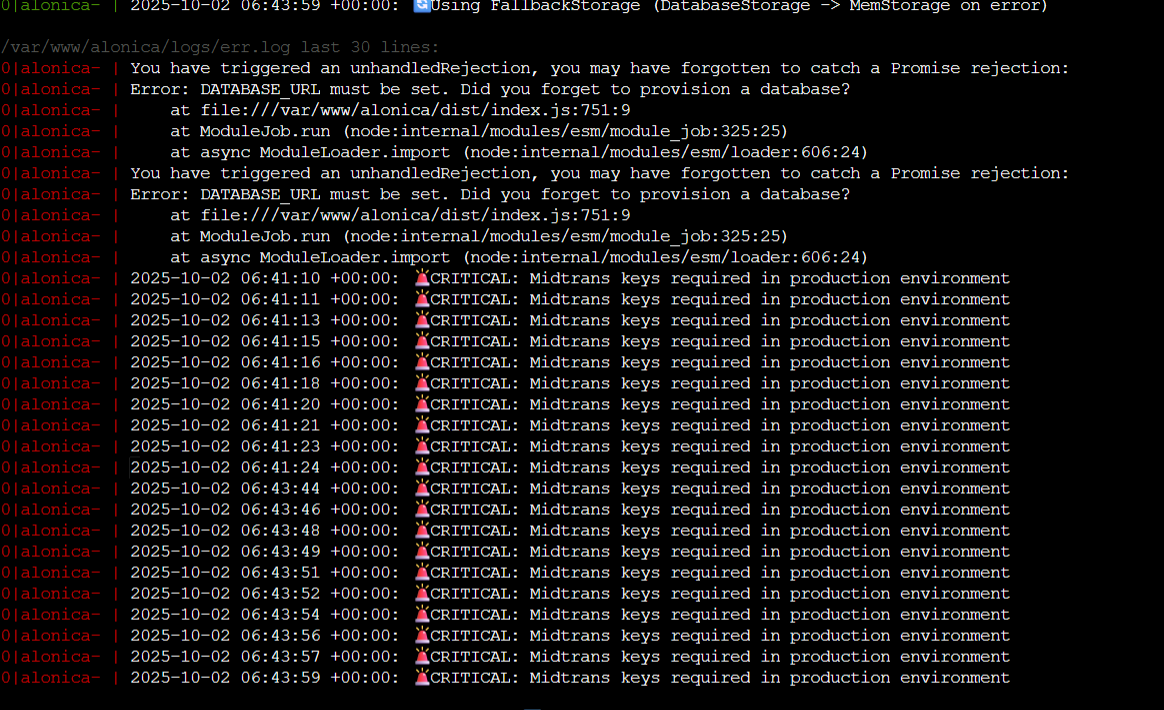 0|alonica- | 2025-10-02 06:43:59 +00:00: 🔄Using FallbackStorage (DatabaseStorage -> MemStorage on error)
/var/www/alonica/logs/err.log last 30 lines:
0|alonica- | You have triggered an unhandledRejection, you may have forgotten to catch a Promise rejection:
0|alonica- | Error: DATABASE_URL must be set. Did you forget to provision a database?
0|alonica- |     at file:///var/www/alonica/dist/index.js:751:9
0|alonica- |     at ModuleJob.run (node:internal/modules/esm/module_job:325:25)
0|alonica- |     at async ModuleLoader.import (node:internal/modules/esm/loader:606:24)
0|alonica- | You have triggered an unhandledRejection, you may have forgotten to catch a Promise rejection:
0|alonica- | Error: DATABASE_URL must be set. Did you forget to provision a database?
0|alonica- |     at file:///var/www/alonica/dist/index.js:751:9
0|alonica- |     at ModuleJob.run (node:internal/modules/esm/module_job:325:25)
0|alonica- |     at async ModuleLoader.import (node:internal/modules/esm/loader:606:24)
0|alonica- | 2025-10-02 06:41:10 +00:00: 🚨CRITICAL: Midtrans keys required in production environment
0|alonica- | 2025-10-02 06:41:11 +00:00: 🚨CRITICAL: Midtrans keys required in production environment
0|alonica- | 2025-10-02 06:41:13 +00:00: 🚨CRITICAL: Midtrans keys required in production environment
0|alonica- | 2025-10-02 06:41:15 +00:00: 🚨CRITICAL: Midtrans keys required in production environment
0|alonica- | 2025-10-02 06:41:16 +00:00: 🚨CRITICAL: Midtrans keys required in production environment
0|alonica- | 2025-10-02 06:41:18 +00:00: 🚨CRITICAL: Midtrans keys required in production environment
0|alonica- | 2025-10-02 06:41:20 +00:00: 🚨CRITICAL: Midtrans keys required in production environment
0|alonica- | 2025-10-02 06:41:21 +00:00: 🚨CRITICAL: Midtrans keys required in production environment
0|alonica- | 2025-10-02 06:41:23 +00:00: 🚨CRITICAL: Midtrans keys required in production environment
0|alonica- | 2025-10-02 06:41:24 +00:00: 🚨CRITICAL: Midtrans keys required in production environment
0|alonica- | 2025-10-02 06:43:44 +00:00: 🚨CRITICAL: Midtrans keys required in production environment
0|alonica- | 2025-10-02 06:43:46 +00:00: 🚨CRITICAL: Midtrans keys required in production environment
0|alonica- | 2025-10-02 06:43:48 +00:00: 🚨CRITICAL: Midtrans keys required in production environment
0|alonica- | 2025-10-02 06:43:49 +00:00: 🚨CRITICAL: Midtrans keys required in production environment
0|alonica- | 2025-10-02 06:43:51 +00:00: 🚨CRITICAL: Midtrans keys required in production environment
0|alonica- | 2025-10-02 06:43:52 +00:00: 🚨CRITICAL: Midtrans keys required in production environment
0|alonica- | 2025-10-02 06:43:54 +00:00: 🚨CRITICAL: Midtrans keys required in production environment
0|alonica- | 2025-10-02 06:43:56 +00:00: 🚨CRITICAL: Midtrans keys required in production environment
0|alonica- | 2025-10-02 06:43:57 +00:00: 🚨CRITICAL: Midtrans keys required in production environment
0|alonica- | 2025-10-02 06:43:59 +00:00: 🚨CRITICAL: Midtrans keys required in production environment